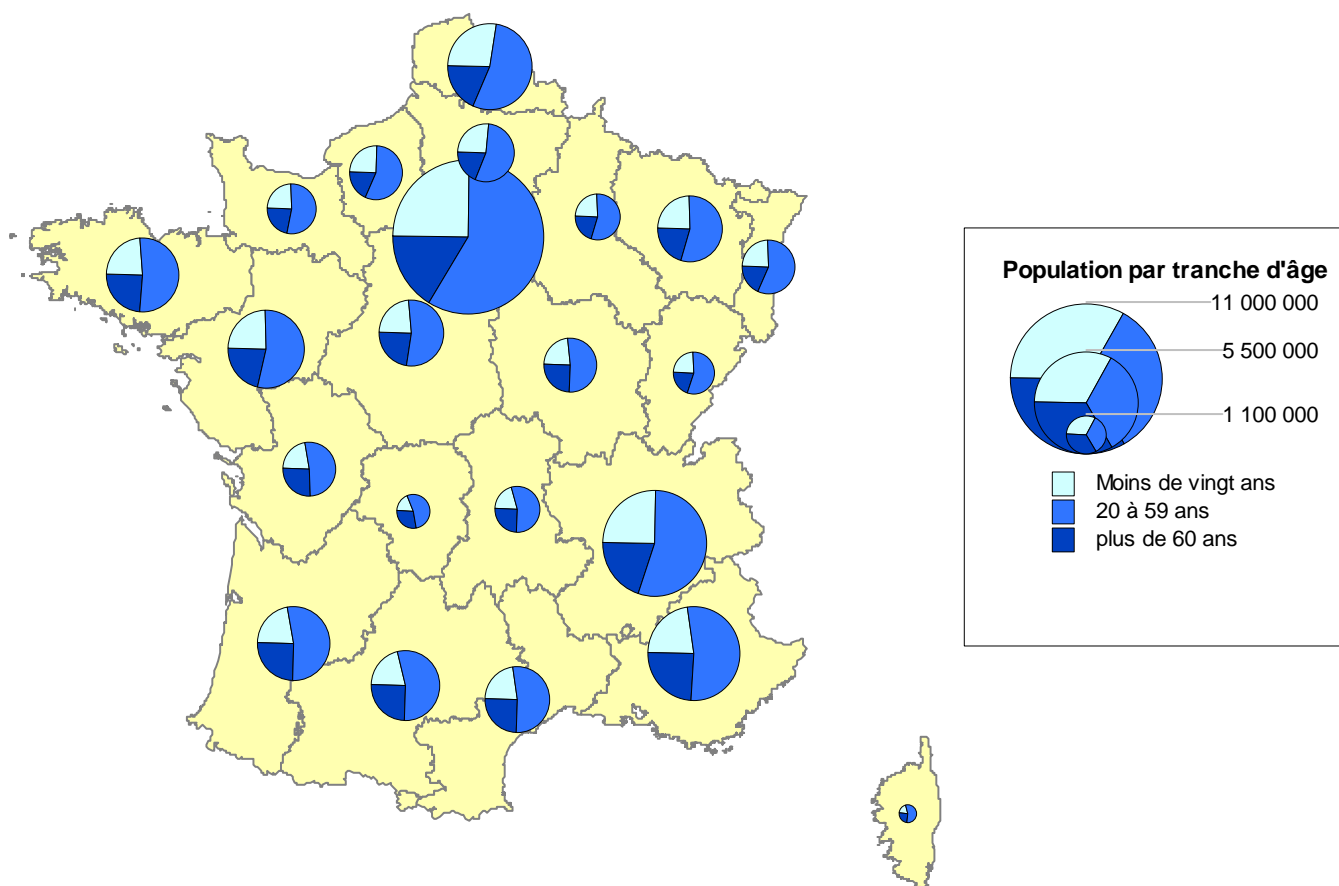 Population par tranche d'âge
11 000 000
5 500 000
1 100 000
Moins de vingt ans
20 à 59 ans
plus de 60 ans